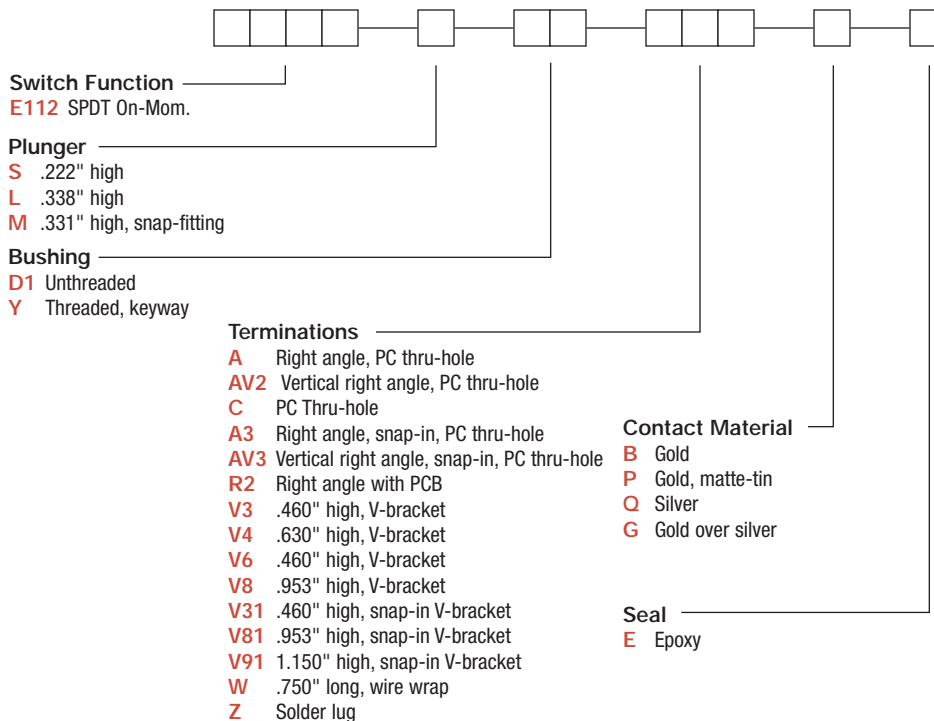 Switch Function
E112 SPDT On-Mom.
Plunger
S .222" high
L .338" high
M .331" high, snap-fitting
Bushing
D1 Unthreaded
Y Threaded, keyway
Terminations
A Right angle, PC thru-hole
AV2 Vertical right angle, PC thru-hole
C PC Thru-hole
A3 Right angle, snap-in, PC thru-hole
AV3 Vertical right angle, snap-in, PC thru-hole
R2 Right angle with PCB
V3 .460" high, V-bracket
V4 .630" high, V-bracket
V6 .460" high, V-bracket
V8 .953" high, V-bracket
V31 .460" high, snap-in V-bracket
V81 .953" high, snap-in V-bracket
V91 1.150" high, snap-in V-bracket
W .750" long, wire wrap
Z Solder lug
Contact Material
B Gold
P Gold, matte-tin
Q Silver
G Gold over silver
Seal
E Epoxy